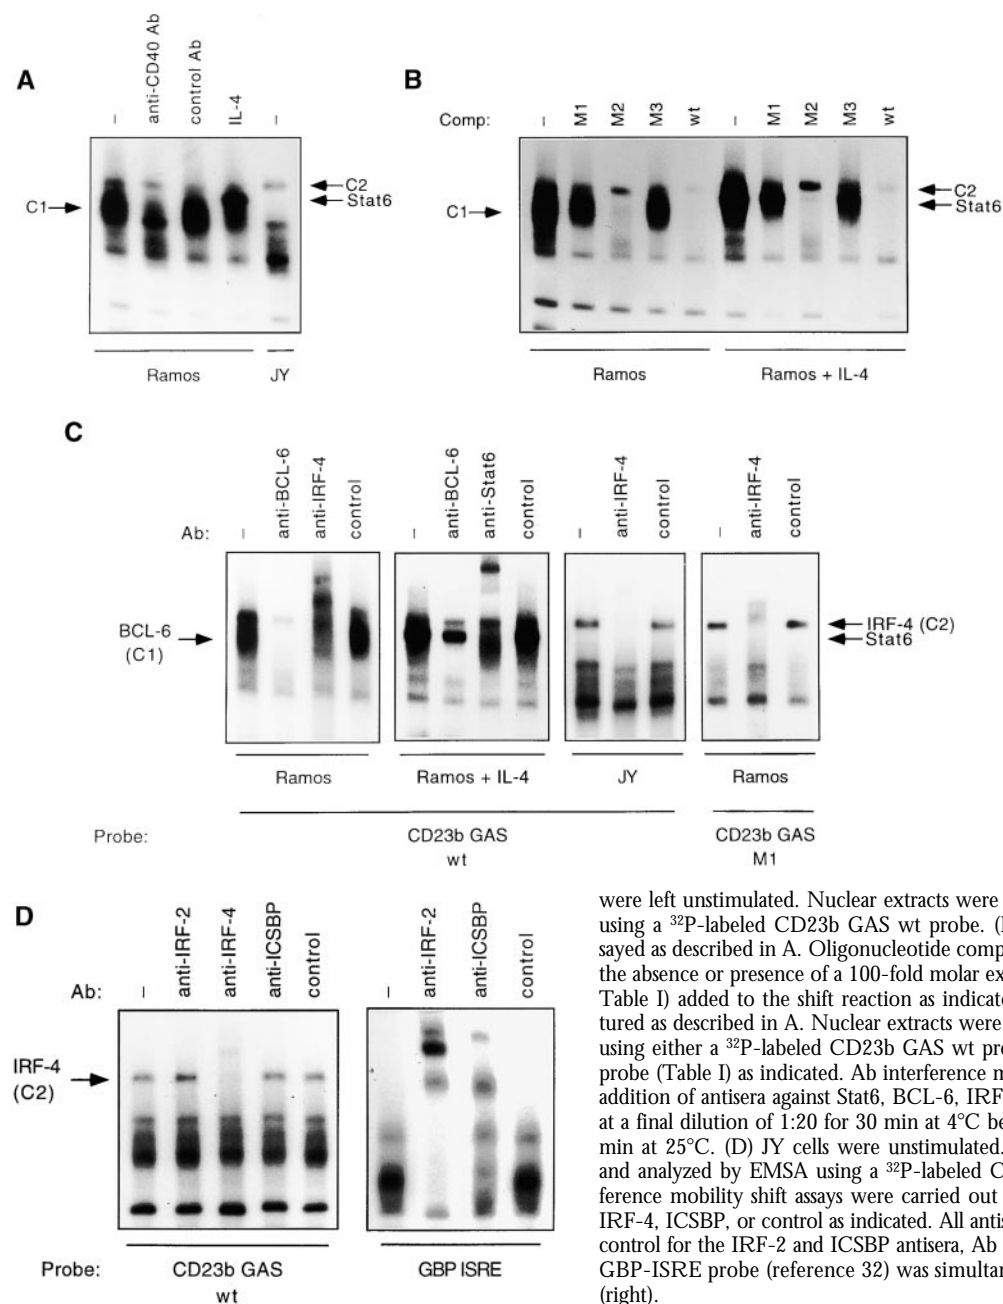 A
anti-CD40 Ab
control Ab
IL-4
–
–
C1
C2
Stat6
Ramos
JY
B
Comp:
–
M1
M2
M3
wt
–
M1
M2
M3
wt
C1
C2
Stat6
Ramos
Ramos + IL-4
C
Ab:
–
anti-BCL-6
anti-IRF-4
control
–
anti-BCL-6
anti-Stat6
control
–
anti-IRF-4
control
–
anti-IRF-4
control
BCL-6
(C1)
IRF-4 (C2)
Stat6
Ramos
Ramos + IL-4
JY
Ramos
Probe:
CD23b GAS
wt
CD23b GAS
M1
D
Ab:
–
anti-IRF-2
anti-IRF-4
anti-ICSBP
control
–
anti-IRF-2
anti-ICSBP
control
IRF-4
(C2)
Probe:
CD23b GAS
wt
GBP ISRE
were left unstimulated. Nuclear extracts were
using a ³²P-labeled CD23b GAS wt probe. (
sayed as described in A. Oligonucleotide comp
the absence or presence of a 100-fold molar ex
Table I) added to the shift reaction as indicate
tured as described in A. Nuclear extracts were
using either a ³²P-labeled CD23b GAS wt pro
probe (Table I) as indicated. Ab interference m
addition of antisera against Stat6, BCL-6, IRF
at a final dilution of 1:20 for 30 min at 4°C be
min at 25°C. (D) JY cells were unstimulated.
and analyzed by EMSA using a ³²P-labeled C
ference mobility shift assays were carried out
IRF-4, ICSBP, or control as indicated. All antis
control for the IRF-2 and ICSBP antisera, Ab
GBP-ISRE probe (reference 32) was simultan
(right).